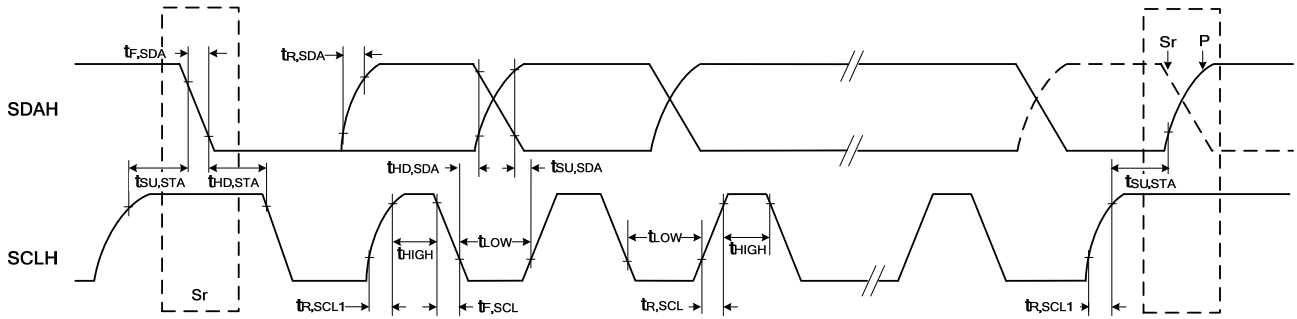 Sr P
tF,SDA tR,SDA
SDAH
tHD,SDA tSU,SDA
tSU,STA tHD,STA tSU,STA
tHIGH tLOW tLOW tHIGH
SCLH
Sr tR,SCL1 tF,SCL tR,SCL tR,SCL1